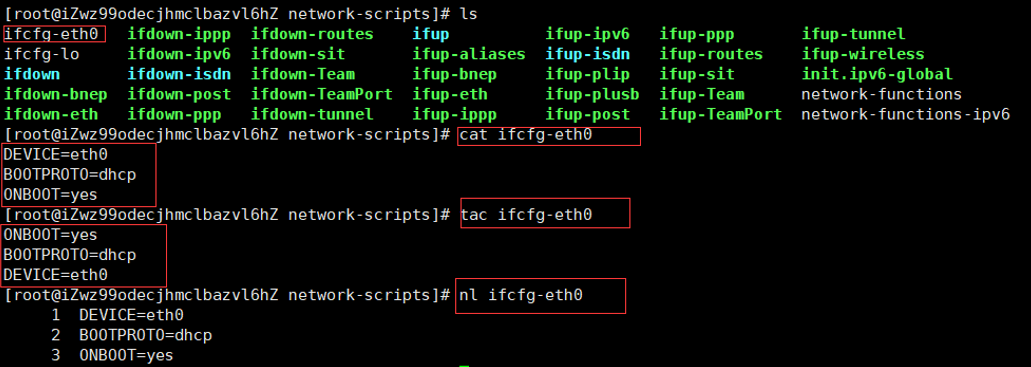 [root@iZwz99odecjhmclbazvl6hZ network-scripts]# ls
ifcfg-eth0   ifdown-ippp   ifdown-routes    ifup          ifup-ipv6    ifup-ppp       ifup-tunnel
ifcfg-lo     ifdown-ipv6   ifdown-sit       ifup-aliases  ifup-isdn    ifup-routes    ifup-wireless
ifdown       ifdown-isdn   ifdown-Team      ifup-bnep     ifup-plip    ifup-sit       init.ipv6-global
ifdown-bnep  ifdown-post   ifdown-TeamPort  ifup-eth      ifup-plusb   ifup-Team      network-functions
ifdown-eth   ifdown-ppp    ifdown-tunnel    ifup-ippp     ifup-post    ifup-TeamPort  network-functions-ipv6
[root@iZwz99odecjhmclbazvl6hZ network-scripts]# cat ifcfg-eth0
DEVICE=eth0
BOOTPROTO=dhcp
ONBOOT=yes
[root@iZwz99odecjhmclbazvl6hZ network-scripts]# tac ifcfg-eth0
ONBOOT=yes
BOOTPROTO=dhcp
DEVICE=eth0
[root@iZwz99odecjhmclbazvl6hZ network-scripts]# nl ifcfg-eth0
     1  DEVICE=eth0
     2  BOOTPROTO=dhcp
     3  ONBOOT=yes